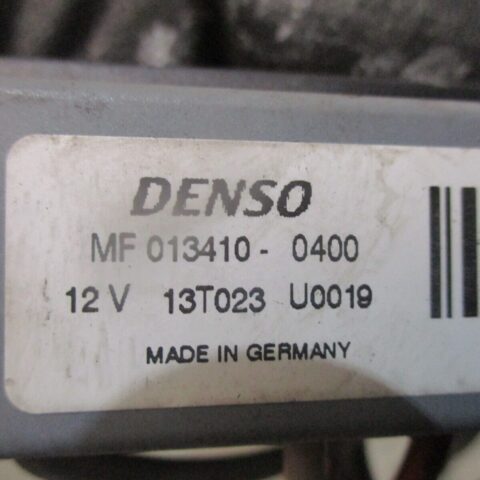 DENSO
MF 013410 - 0400
12 V 13T023 U0019
MADE IN GERMANY